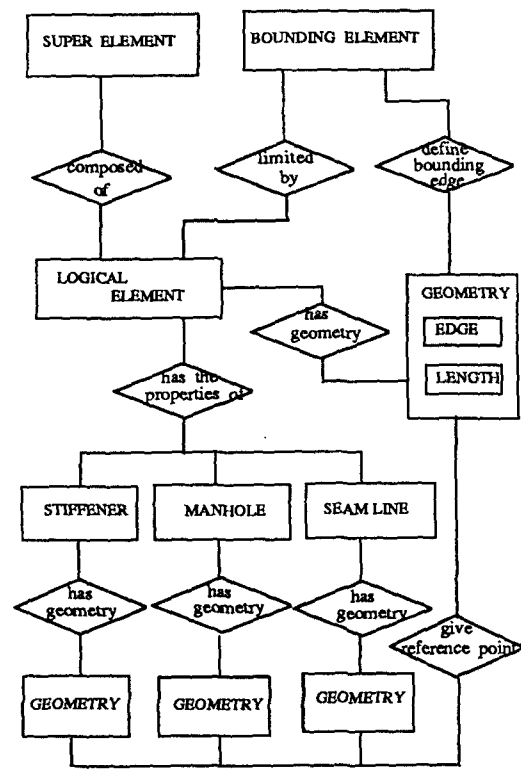 SUPER ELEMENT
BOUNDING ELEMENT
composed
of
limited
by
define
bounding
edge
LOGICAL
ELEMENT
has
geometry
GEOMETRY
EDGE
LENGTH
has the
properties of
STIFFENER
MANHOLE
SEAM LINE
has
geometry
has
geometry
has
geometry
give
reference point
GEOMETRY
GEOMETRY
GEOMETRY